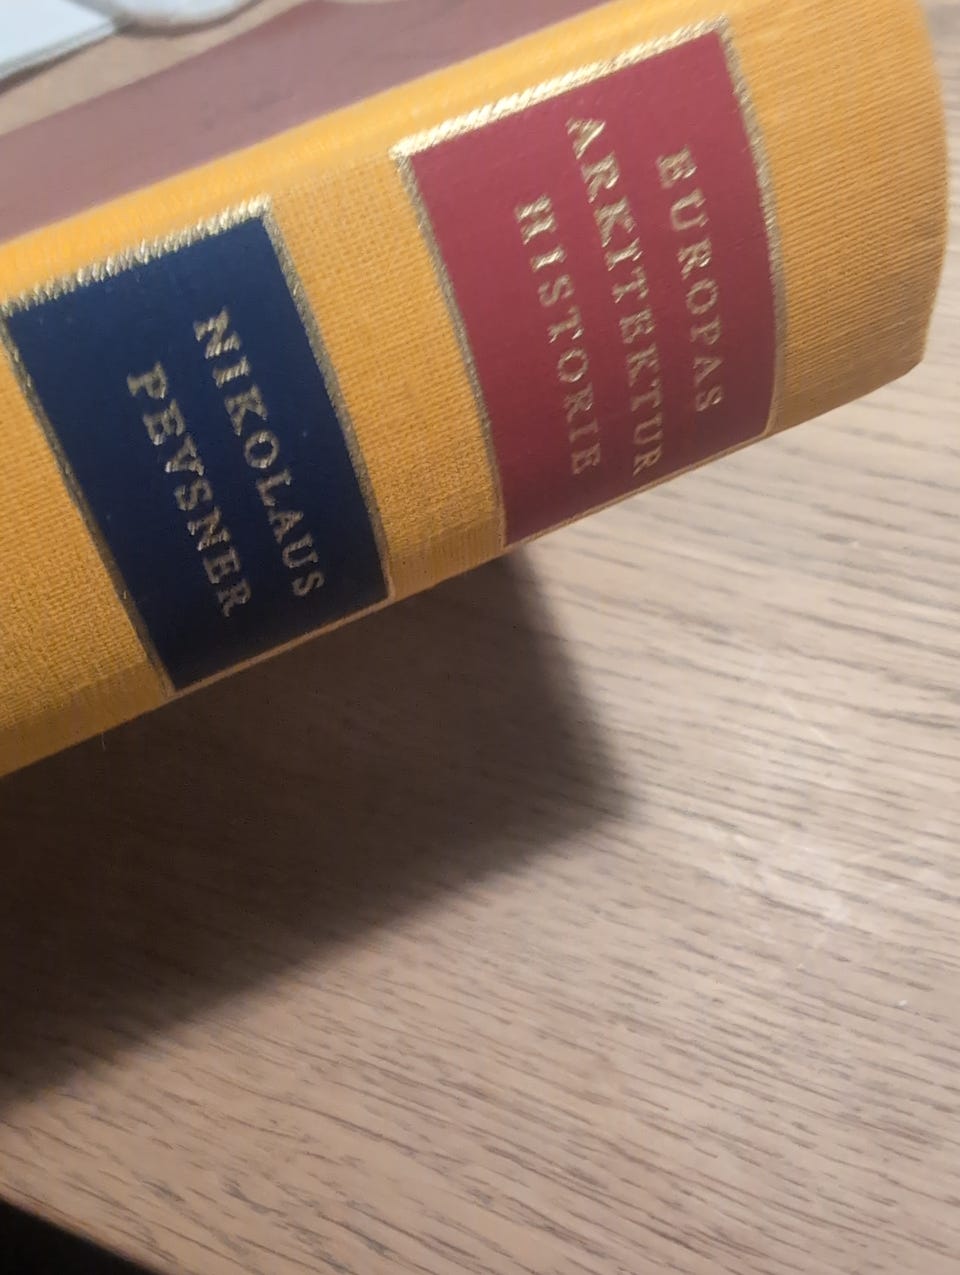 EUROPAS
ARKITEKTUR
HISTORIE
NIKOLAUS
PEVSNER